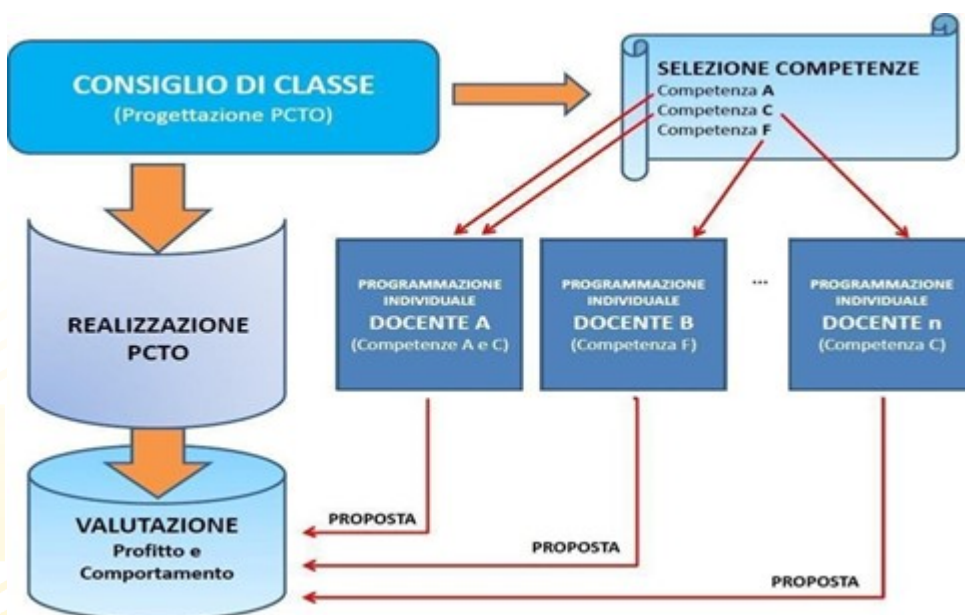 CONSIGLIO DI CLASSE
(Progettazione PCTO)
SELEZIONE COMPETENZE
Competenza A
Competenza C
Competenza F
REALIZZAZIONE
PCTO
PROGRAMMAZIONE
INDIVIDUALE
DOCENTE A
(Competenze A e C)
PROGRAMMAZIONE
INDIVIDUALE
DOCENTE B
(Competenza F)
...
PROGRAMMAZIONE
INDIVIDUALE
DOCENTE n
(Competenza C)
VALUTAZIONE
Profitto e
Comportamento
PROPOSTA
PROPOSTA
PROPOSTA